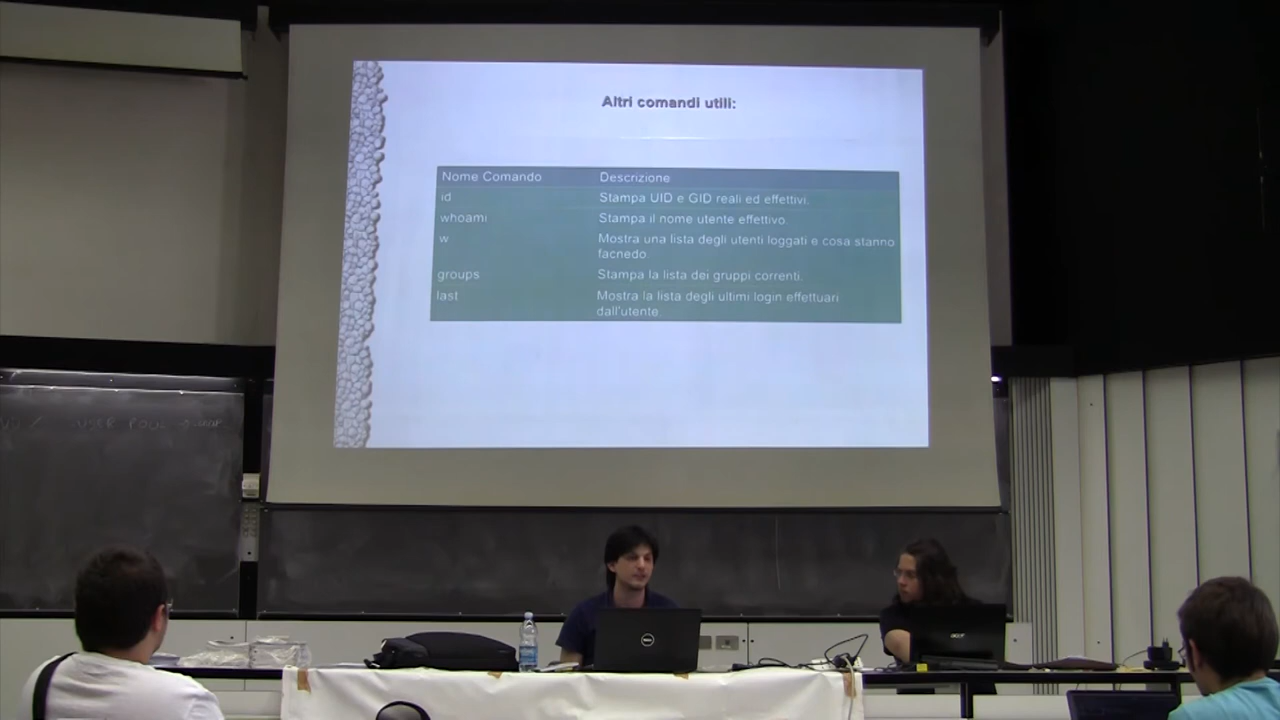 Altri comandi utili:
Nome Comando Descrizione
id Stampa UID e GID reali ed effettivi.
whoami Stampa il nome utente effettivo.
w Mostra una lista degli utenti loggati e cosa stanno
facnedo.
groups Stampa la lista dei gruppi correnti.
last Mostra la lista degli ultimi login effettuari
dall'utente.
USER POOL
DELL
acer